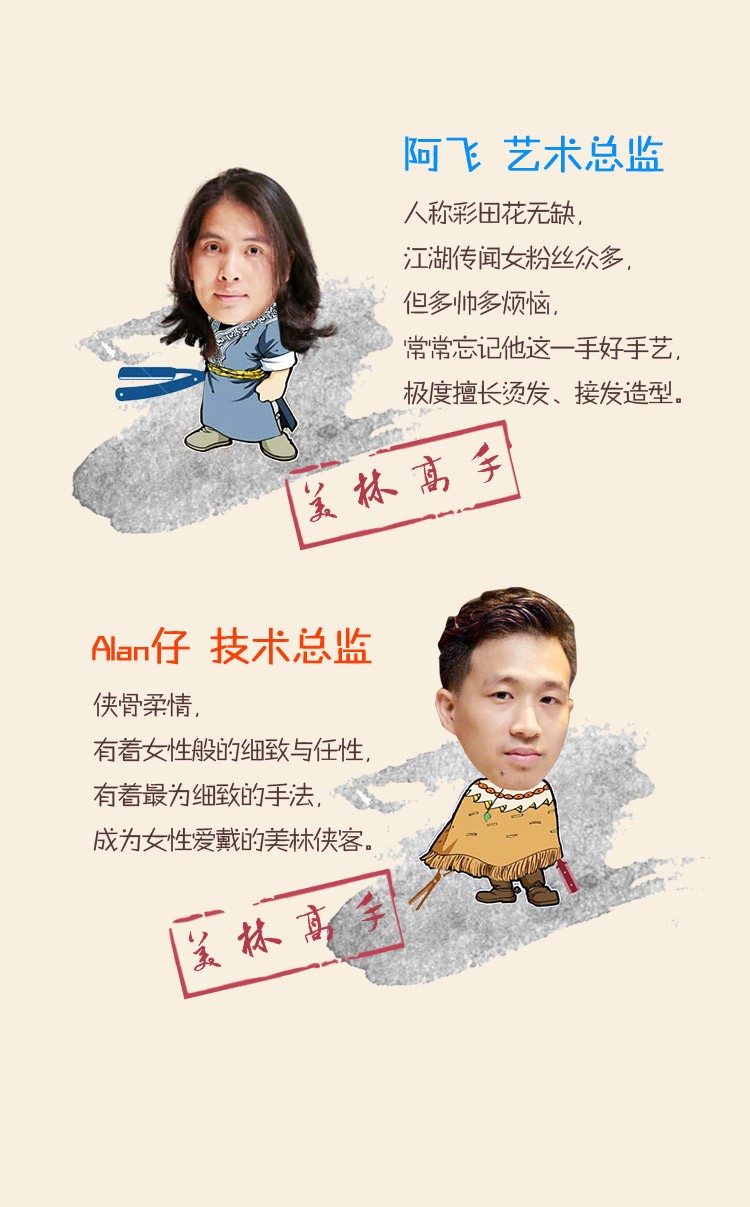 阿飞 艺术总监
人称彩田花无缺，
江湖传闻女粉丝众多，
但多帅多烦恼，
常常忘记他这一手好手艺，
极度擅长烫发、接发造型。
美林高手
Alan仔 技术总监
侠骨柔情，
有着女性般的细致与任性，
有着最为细致的手法，
成为女性爱戴的美林侠客。
美林高手